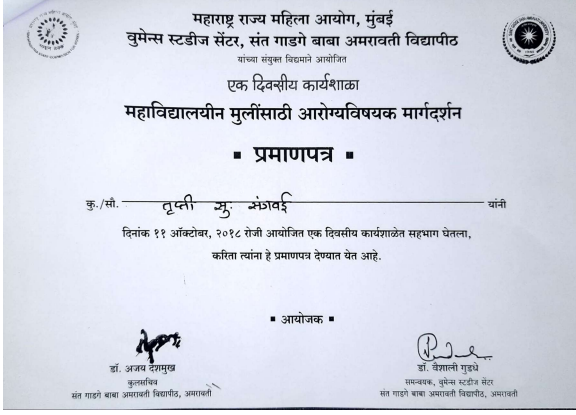 महाराष्ट्र राज्य महिला आयोग, मुंबई
वुमेन्स स्टडीज सेंटर, संत गाडगे बाबा अमरावती विद्यापीठ
यांच्या संयुक्त विद्यमाने आयोजित
एक दिवसीय कार्यशाळा
महाविद्यालयीन मुलींसाठी आरोग्यविषयक मार्गदर्शन
▪ प्रमाणपत्र ▪
कु./सौ. तृप्ती सु. संगवई यांनी
दिनांक ११ ऑक्टोबर, २०१८ रोजी आयोजित एक दिवसीय कार्यशाळेत सहभाग घेतला,
करिता त्यांना हे प्रमाणपत्र देण्यात येत आहे.
▪ आयोजक ▪
डॉ. अजय देशमुख
कुलसचिव
संत गाडगे बाबा अमरावती विद्यापीठ, अमरावती
डॉ. वैशाली गुडधे
समन्वयक, वुमेन्स स्टडीज सेंटर
संत गाडगे बाबा अमरावती विद्यापीठ, अमरावती